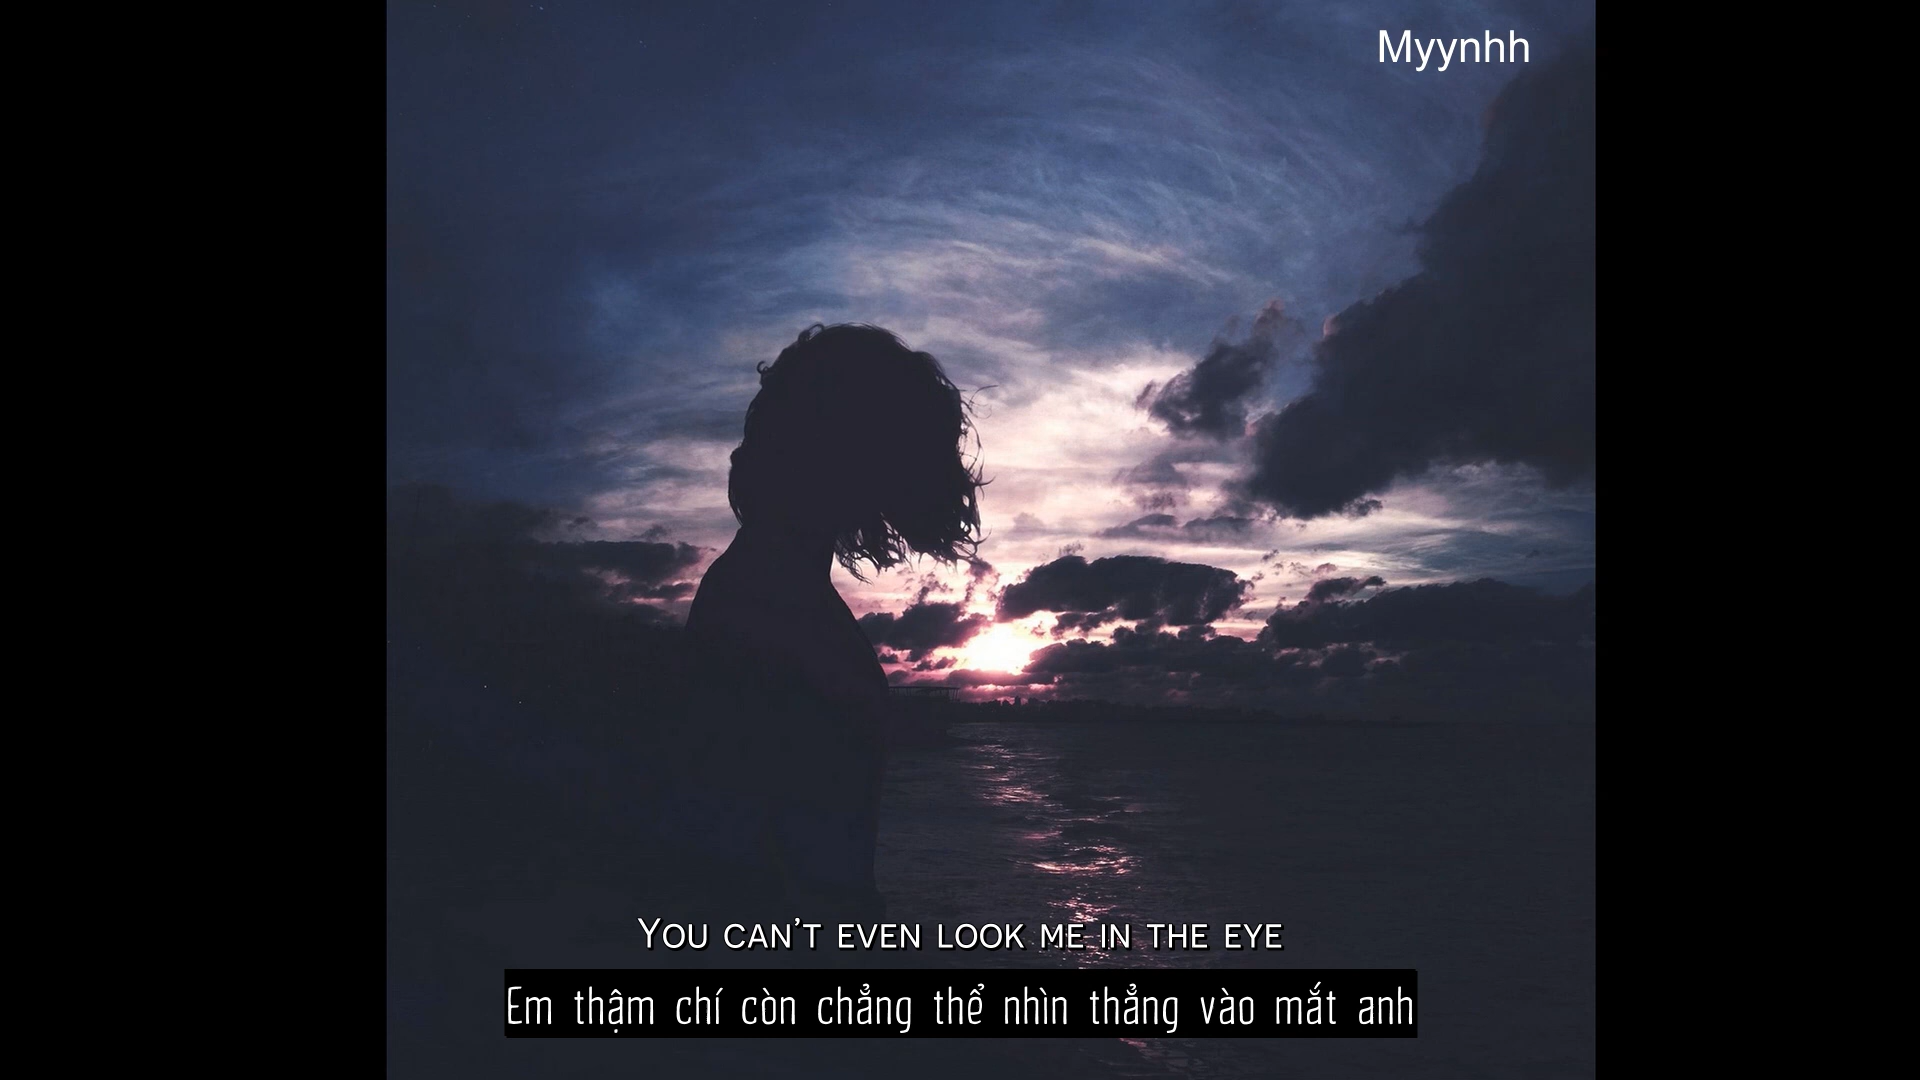 Myynhh
You can't even look me in the eye
Em thậm chí còn chẳng thể nhìn thẳng vào mắt anh